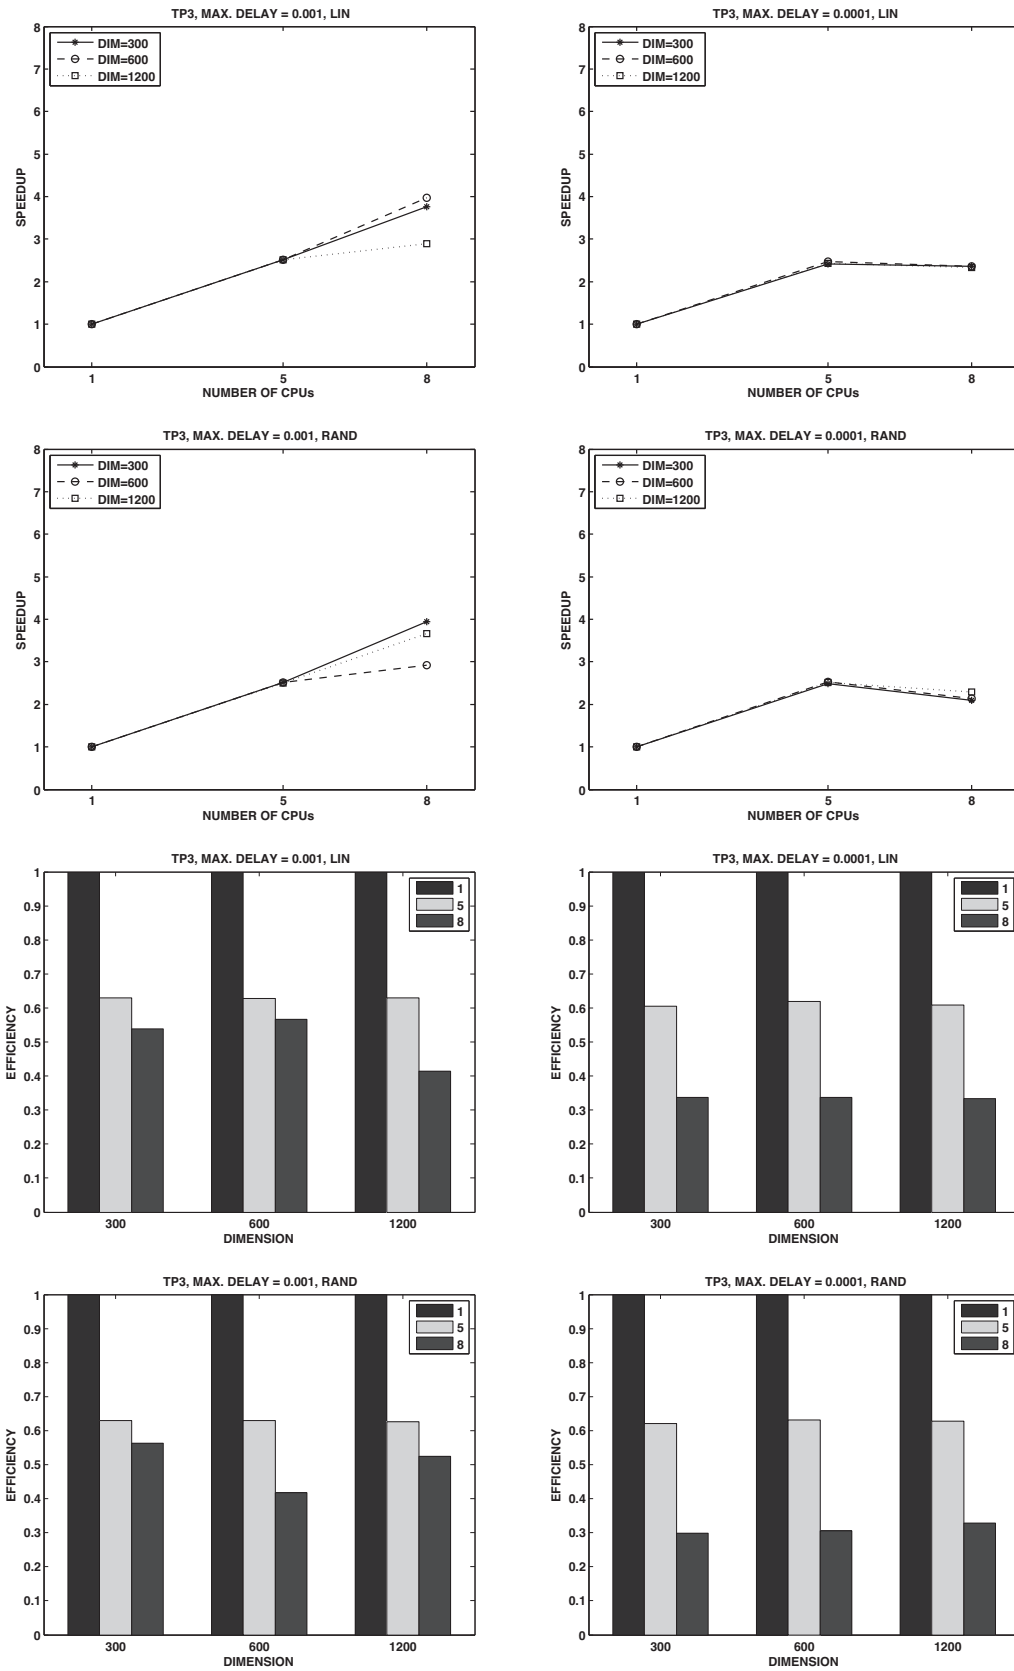 TP3, MAX. DELAY = 0.001, LIN
8
7
6
5
4
3
2
1
0
SPEEDUP
DIM=300
DIM=600
DIM=1200
1 5 8
NUMBER OF CPUs
TP3, MAX. DELAY = 0.0001, LIN
8
7
6
5
4
3
2
1
0
SPEEDUP
DIM=300
DIM=600
DIM=1200
1 5 8
NUMBER OF CPUs
TP3, MAX. DELAY = 0.001, RAND
8
7
6
5
4
3
2
1
0
SPEEDUP
DIM=300
DIM=600
DIM=1200
1 5 8
NUMBER OF CPUs
TP3, MAX. DELAY = 0.0001, RAND
8
7
6
5
4
3
2
1
0
SPEEDUP
DIM=300
DIM=600
DIM=1200
1 5 8
NUMBER OF CPUs
TP3, MAX. DELAY = 0.001, LIN
1
0.9
0.8
0.7
0.6
0.5
0.4
0.3
0.2
0.1
0
EFFICIENCY
1
5
8
300 600 1200
DIMENSION
TP3, MAX. DELAY = 0.0001, LIN
1
0.9
0.8
0.7
0.6
0.5
0.4
0.3
0.2
0.1
0
EFFICIENCY
1
5
8
300 600 1200
DIMENSION
TP3, MAX. DELAY = 0.001, RAND
1
0.9
0.8
0.7
0.6
0.5
0.4
0.3
0.2
0.1
0
EFFICIENCY
1
5
8
300 600 1200
DIMENSION
TP3, MAX. DELAY = 0.0001, RAND
1
0.9
0.8
0.7
0.6
0.5
0.4
0.3
0.2
0.1
0
EFFICIENCY
1
5
8
300 600 1200
DIMENSION